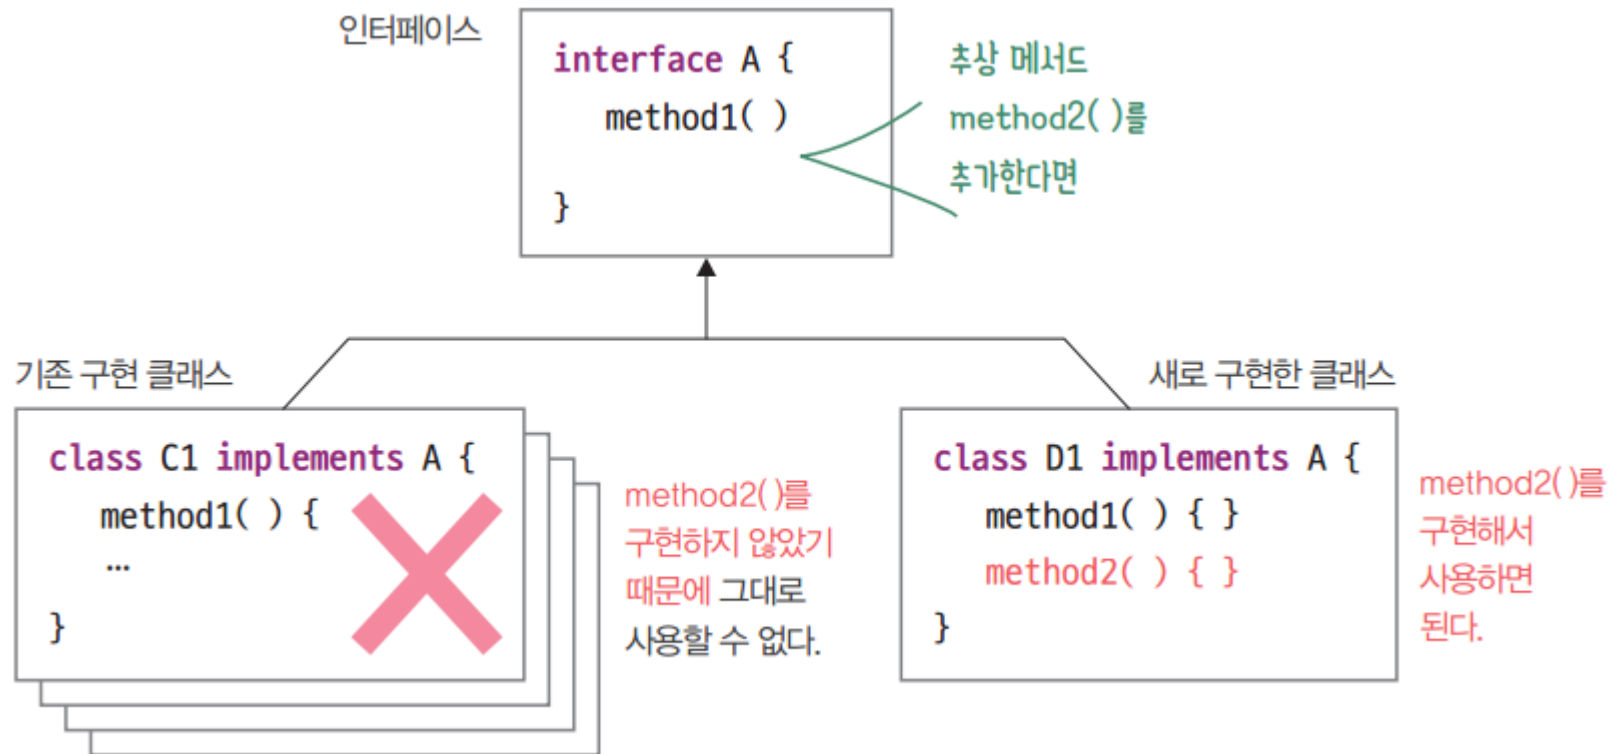 인터페이스
interface A {
method1( )
}
추상 메서드
method2( )를
추가한다면
기존 구현 클래스
class C1 implements A {
method1( ) {
…
}
method2( )를
구현하지 않았기
때문에 그대로
사용할 수 없다.
새로 구현한 클래스
class D1 implements A {
method1( ) { }
method2( ) { }
}
method2( )를
구현해서
사용하면
된다.